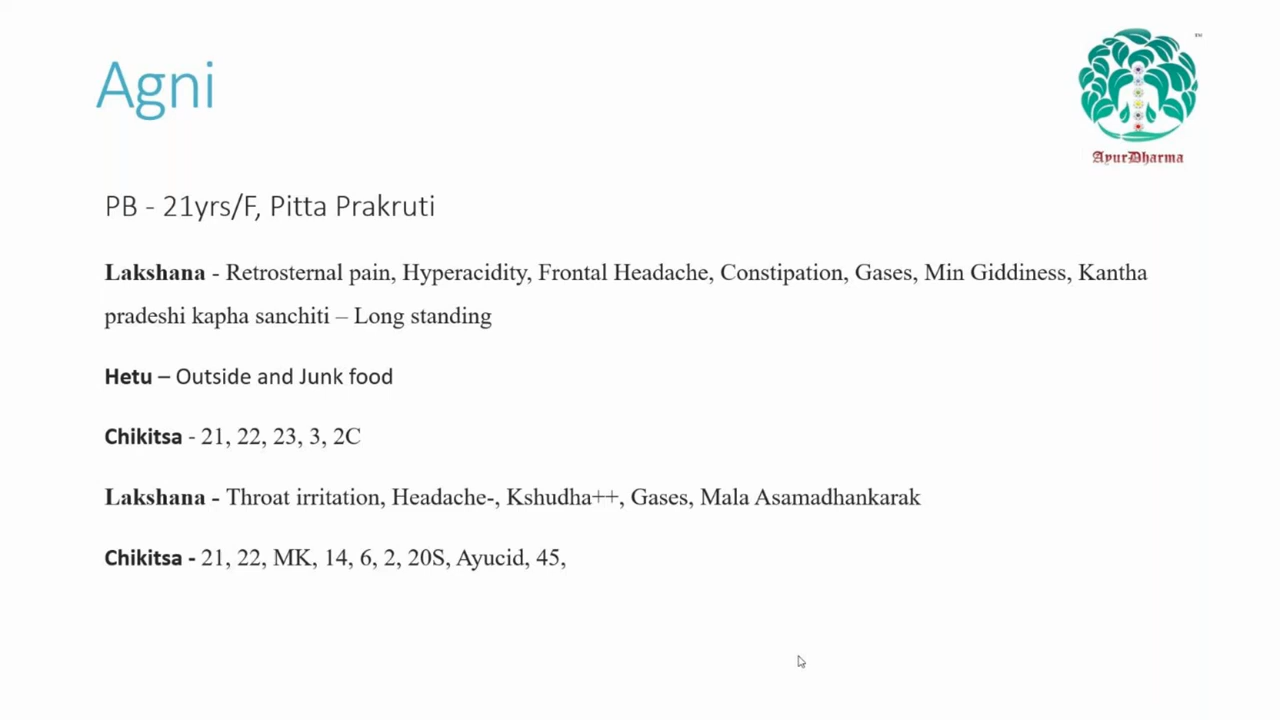 Agni
TM
AyurDharma
PB - 21yrs/F, Pitta Prakruti
Lakshana - Retrosternal pain, Hyperacidity, Frontal Headache, Constipation, Gases, Min Giddiness, Kantha
pradeshi kapha sanchiti – Long standing
Hetu – Outside and Junk food
Chikitsa - 21, 22, 23, 3, 2C
Lakshana - Throat irritation, Headache-, Kshudha++, Gases, Mala Asamadhankarak
Chikitsa - 21, 22, MK, 14, 6, 2, 20S, Ayucid, 45,